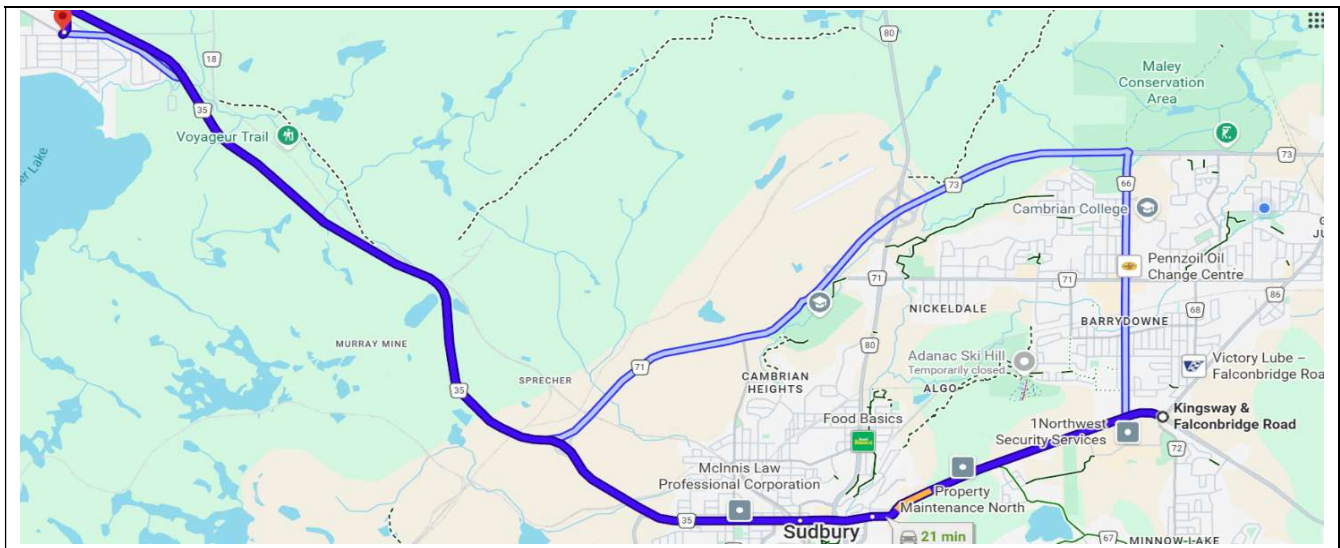 80
18
Maley
Conservation
Area
35
Voyageur Trail
73
73
66
Cambrian College
71
71
Pennzoil Oil
Change Centre
86
NICKELDALE
68
BARRYDOWNE
MURRAY MINE
80
Adanac Ski Hill
Temporarily closed
Victory Lube –
Falconbridge Roa
SPRECHER
71
CAMBRIAN
HEIGHTS
ALGO
35
Food Basics
Kingsway &
Falconbridge Road
1Northwest
Security Services
72
McInnis Law
Professional Corporation
Property
Maintenance North
35
Sudbury
21 min
67
MINNOW LAKE